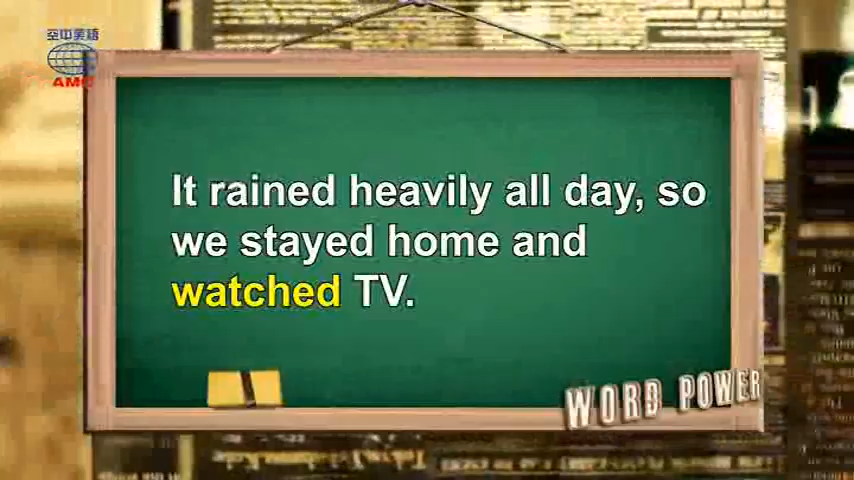 空中美語
AMC
It rained heavily all day, so
we stayed home and
watched TV.
WORD POWER